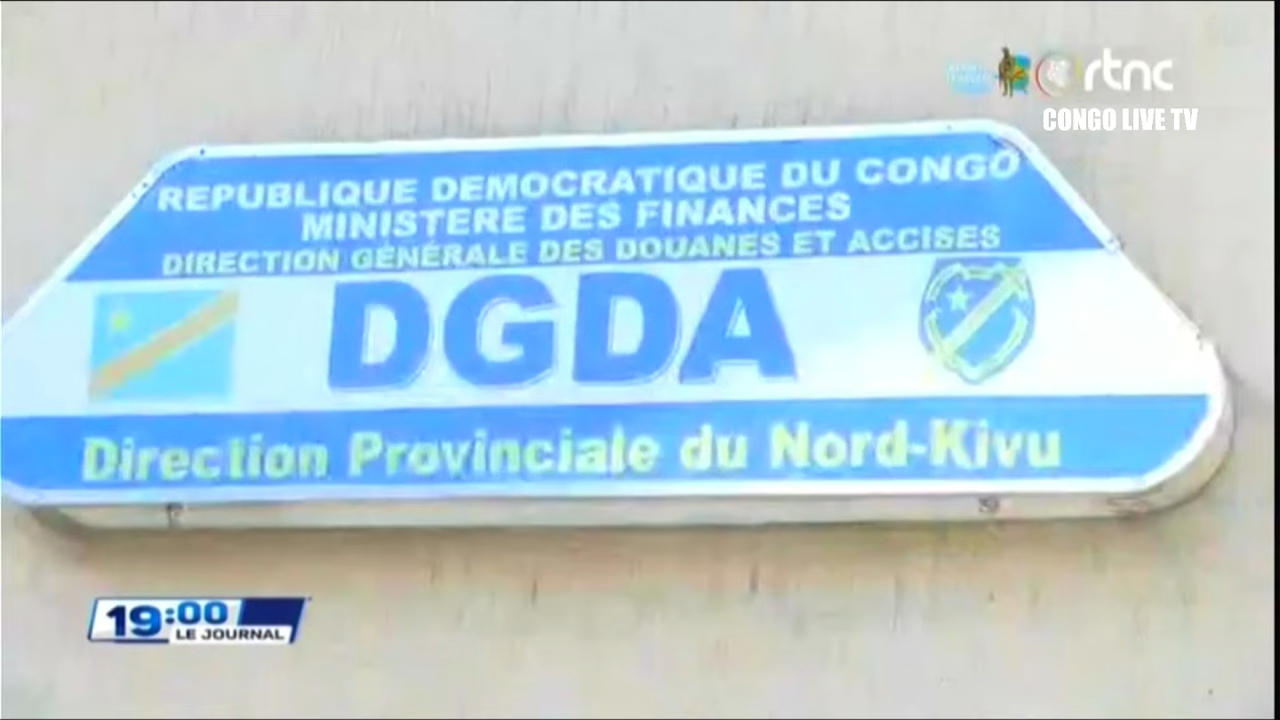 rtnc
CONGO LIVE TV
REPUBLIQUE DEMOCRATIQUE DU CONGO
MINISTERE DES FINANCES
DIRECTION GÉNÉRALE DES DOUANES ET ACCISES
DGDA
Direction Provinciale du Nord-Kivu
19:00
LE JOURNAL